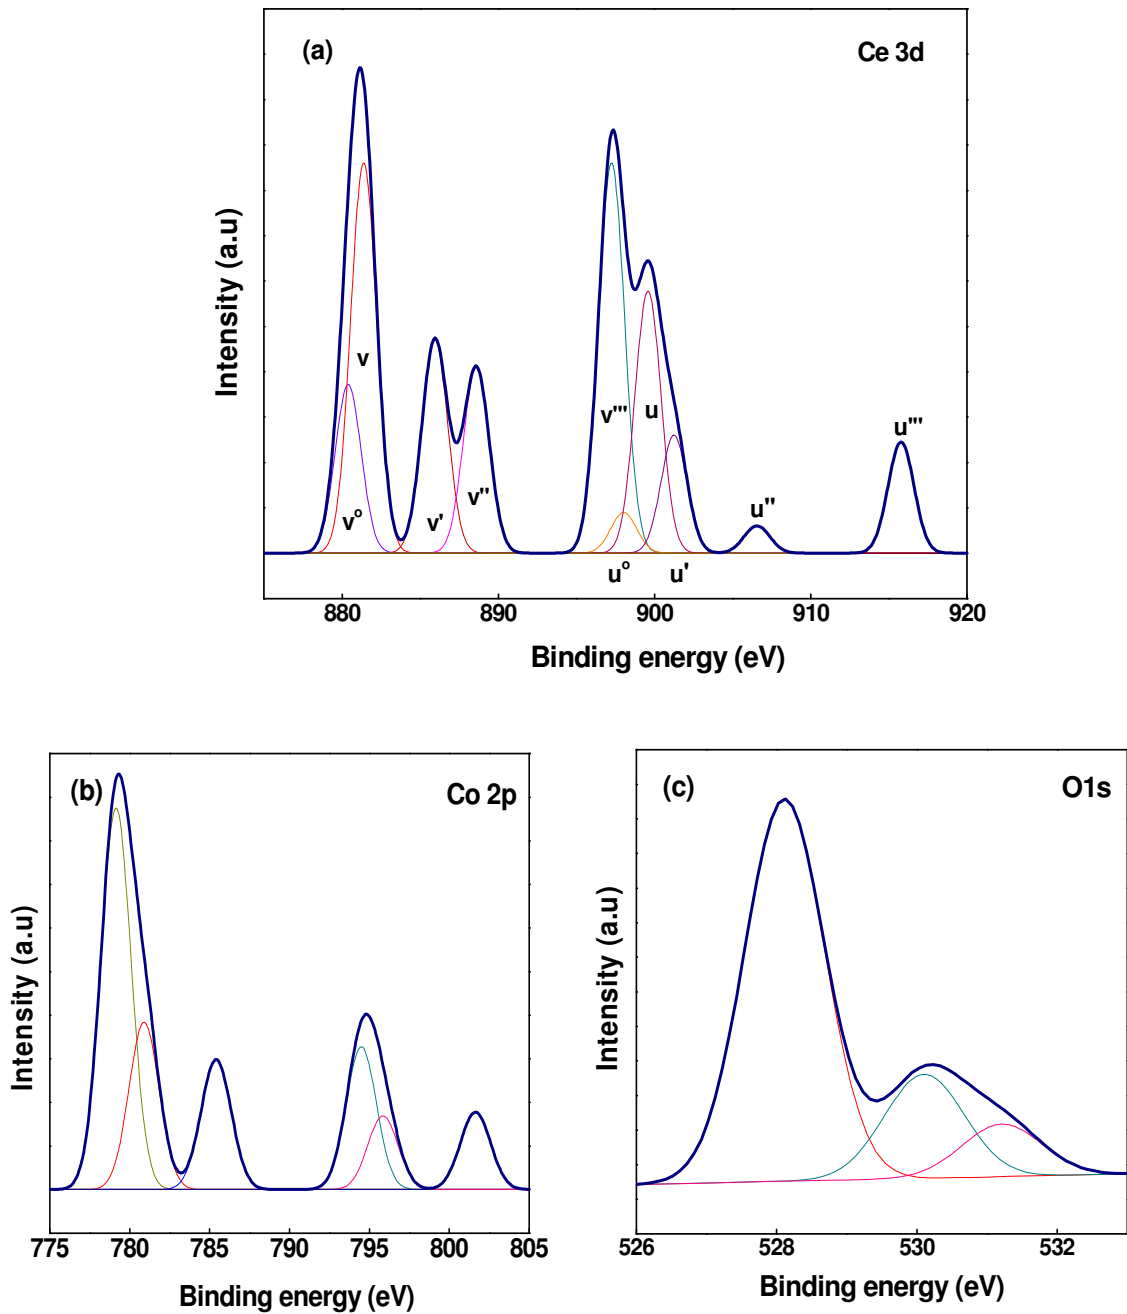 (a)
Ce 3d
Intensity (a.u)
v
v'''
u
u'''
v''
u''
v°
v'
u°
u'
880 890 900 910 920
Binding energy (eV)
(b)
Co 2p
Intensity (a.u)
775 780 785 790 795 800 805
Binding energy (eV)
(c)
O1s
Intensity (a.u)
526 528 530 532
Binding energy (eV)